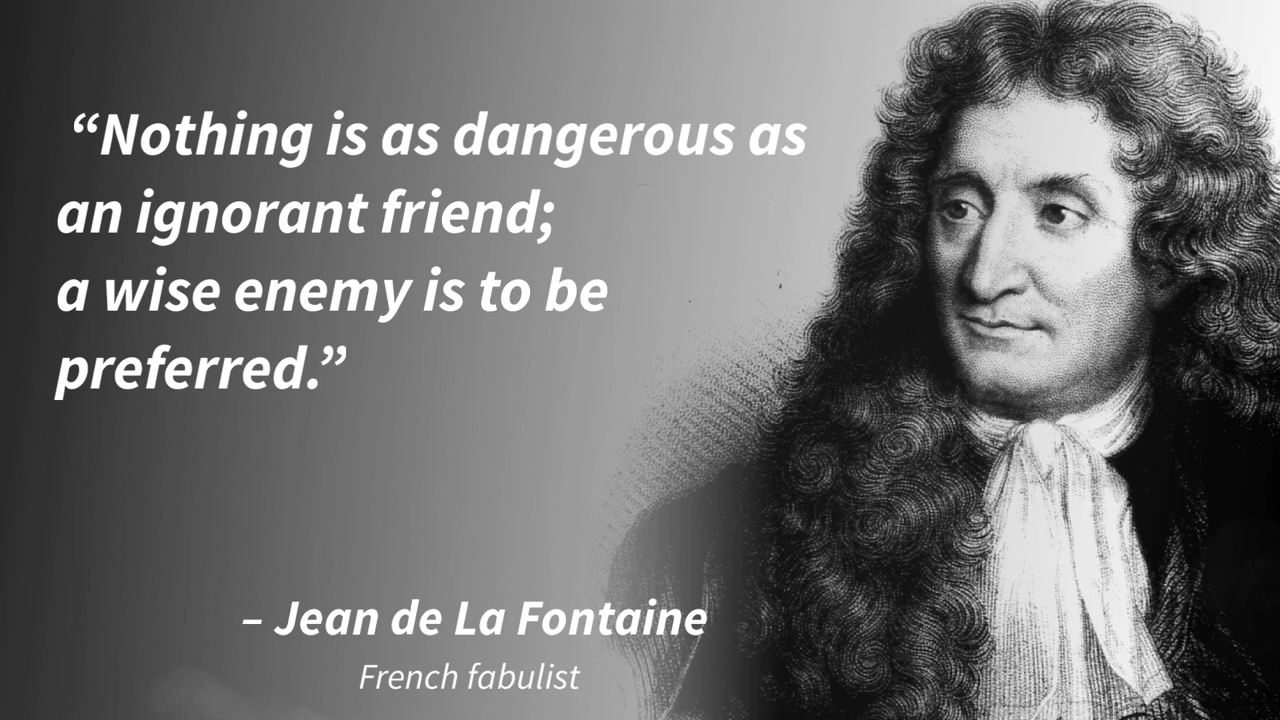 “Nothing is as dangerous as
an ignorant friend;
a wise enemy is to be
preferred.”
– Jean de La Fontaine
French fabulist